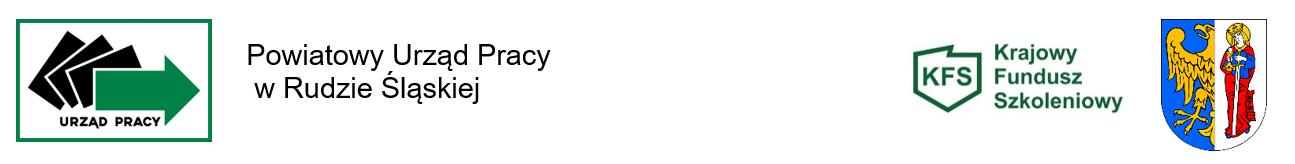 URZĄD PRACY
Powiatowy Urząd Pracy
w Rudzie Śląskiej
KFS
Krajowy
Fundusz
Szkoleniowy